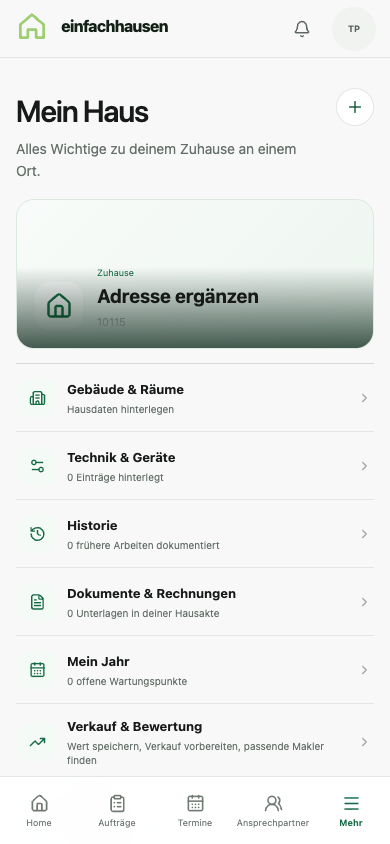 einfachhausen
TP
Mein Haus
Alles Wichtige zu deinem Zuhause an einem
Ort.
Zuhause
Adresse ergänzen
10115
Gebäude & Räume
Hausdaten hinterlegen
Technik & Geräte
0 Einträge hinterlegt
Historie
0 frühere Arbeiten dokumentiert
Dokumente & Rechnungen
0 Unterlagen in deiner Hausakte
Mein Jahr
0 offene Wartungspunkte
Verkauf & Bewertung
Wert speichern, Verkauf vorbereiten, passende Makler
finden
Home
Aufträge
Termine
Ansprechpartner
Mehr